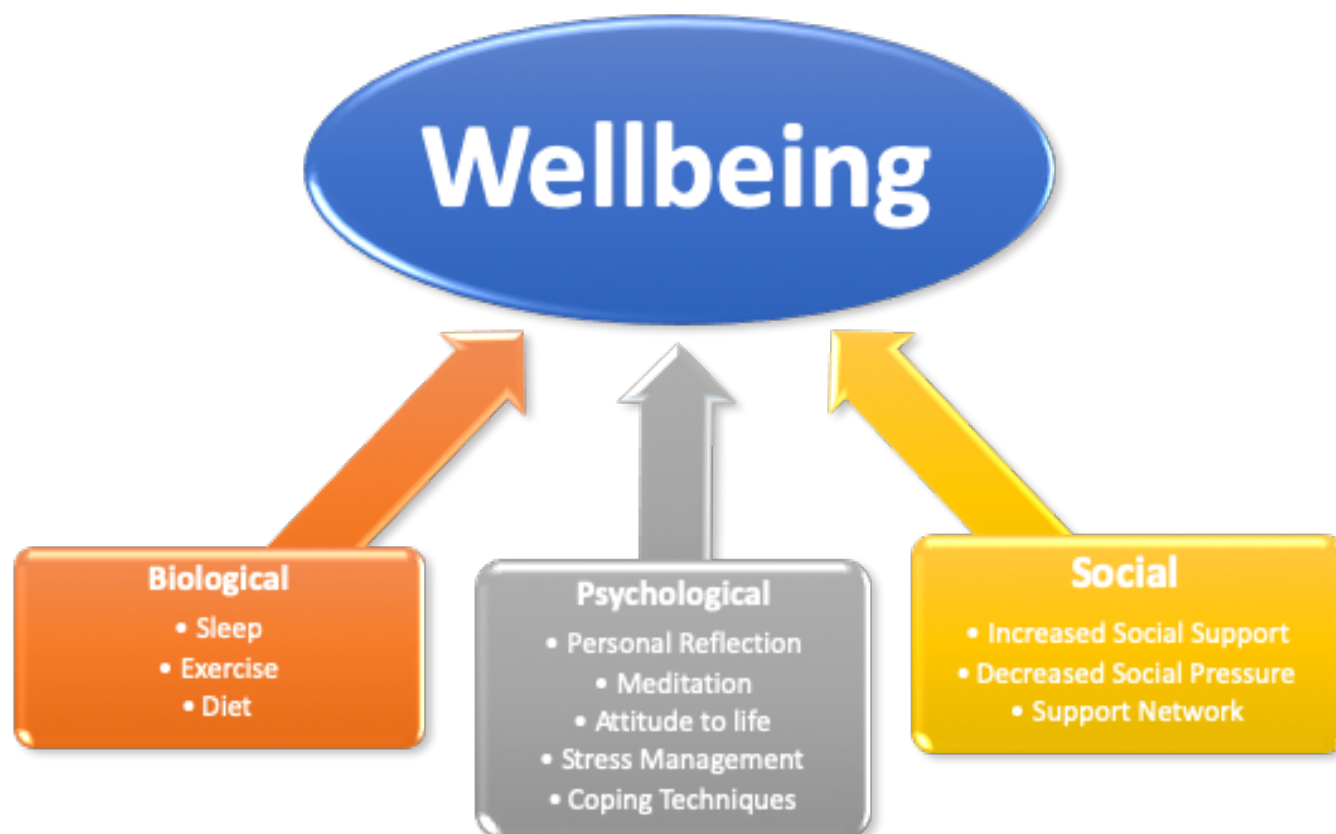 Wellbeing
Biological
• Sleep
• Exercise
• Diet
Psychological
• Personal Reflection
• Meditation
• Attitude to life
• Stress Management
• Coping Techniques
Social
• Increased Social Support
• Decreased Social Pressure
• Support Network